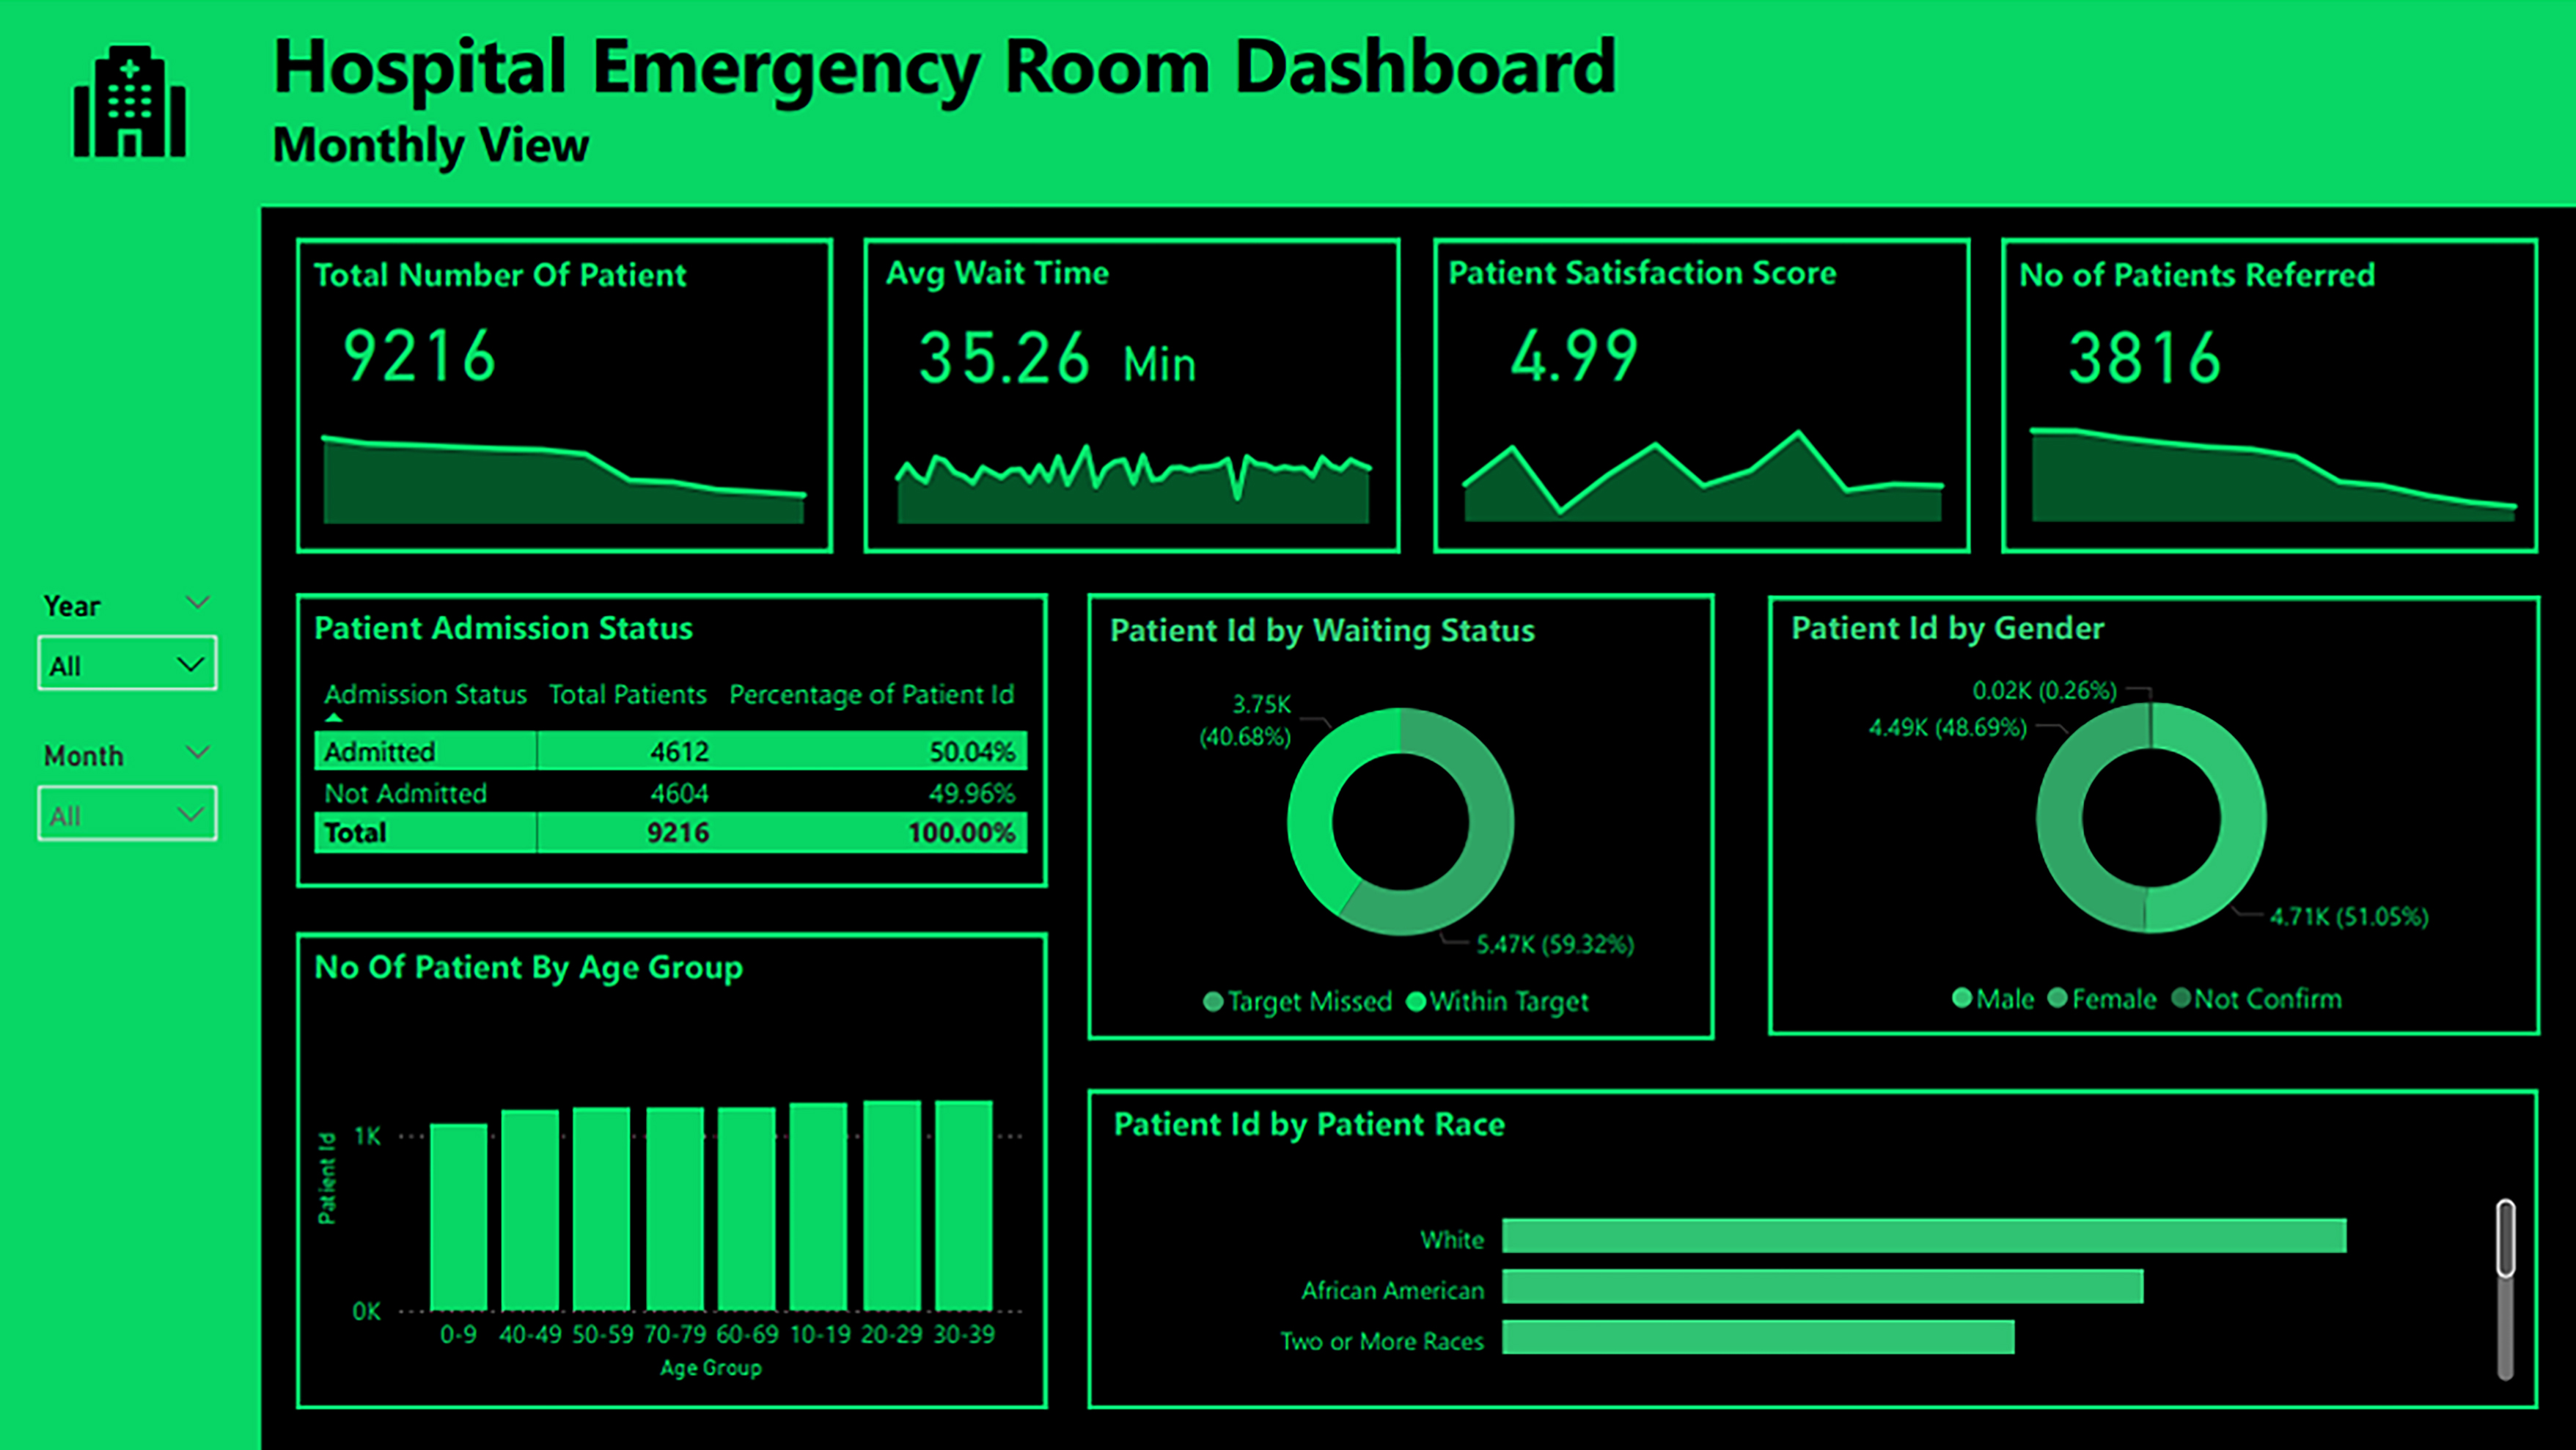 Hospital Emergency Room Dashboard
Monthly View
Year
All
Month
All
Total Number Of Patient
9216
Avg Wait Time
35.26 Min
Patient Satisfaction Score
4.99
No of Patients Referred
3816
Patient Admission Status
Admission Status Total Patients Percentage of Patient Id
Admitted 4612 50.04%
Not Admitted 4604 49.96%
Total 9216 100.00%
Patient Id by Waiting Status
3.75K
(40.68%)
5.47K (59.32%)
Target Missed Within Target
Patient Id by Gender
0.02K (0.26%)
4.49K (48.69%)
4.71K (51.05%)
Male Female Not Confirm
No Of Patient By Age Group
Patient Id
1K
0K
0-9 40-49 50-59 70-79 60-69 10-19 20-29 30-39
Age Group
Patient Id by Patient Race
White
African American
Two or More Races